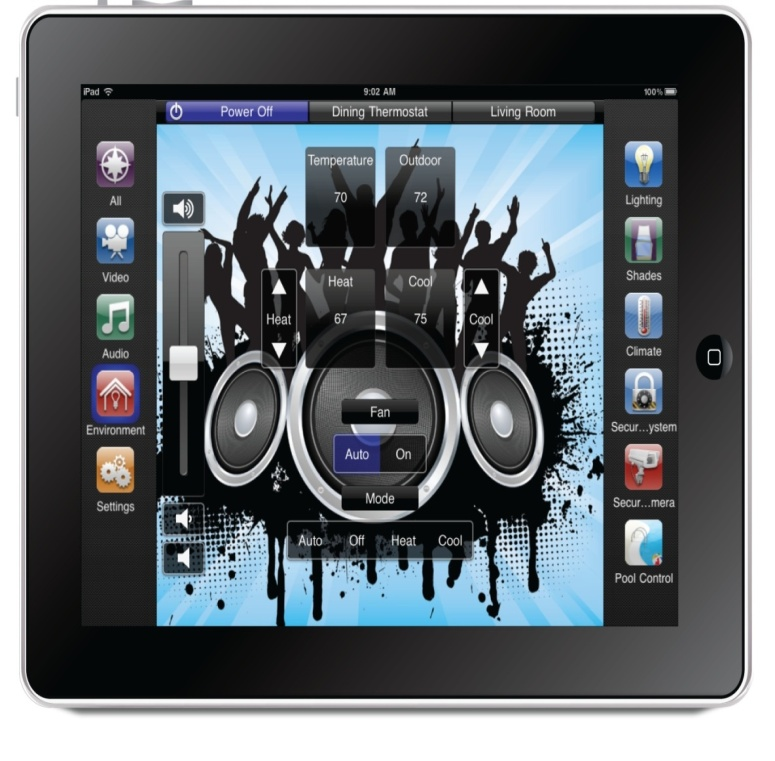 iPad 9:02 AM 100%
Power Off Dining Thermostat Living Room
All
Video
Audio
Environment
Settings
Temperature Outdoor
70 72
Heat Cool
Heat 67 75 Cool
Fan
Auto On
Mode
Auto Off Heat Cool
Lighting
Shades
Climate
Secur...ystem
Secur...mera
Pool Control